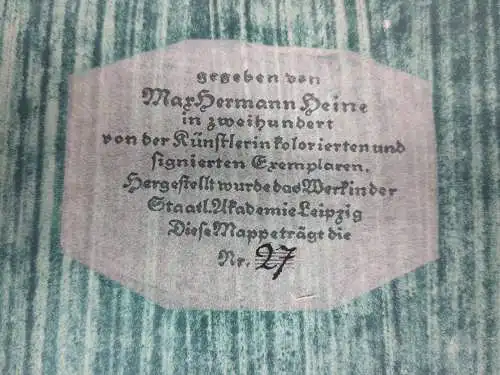 gegeben von
Max Hermann Heine
in zweihundert
von der Künstlerin kolorierten und
signierten Exemplaren.
Hergestellt wurde das Werk in der
Staatl. Akademie Leipzig
Diese Mappe trägt die
Nr. 27